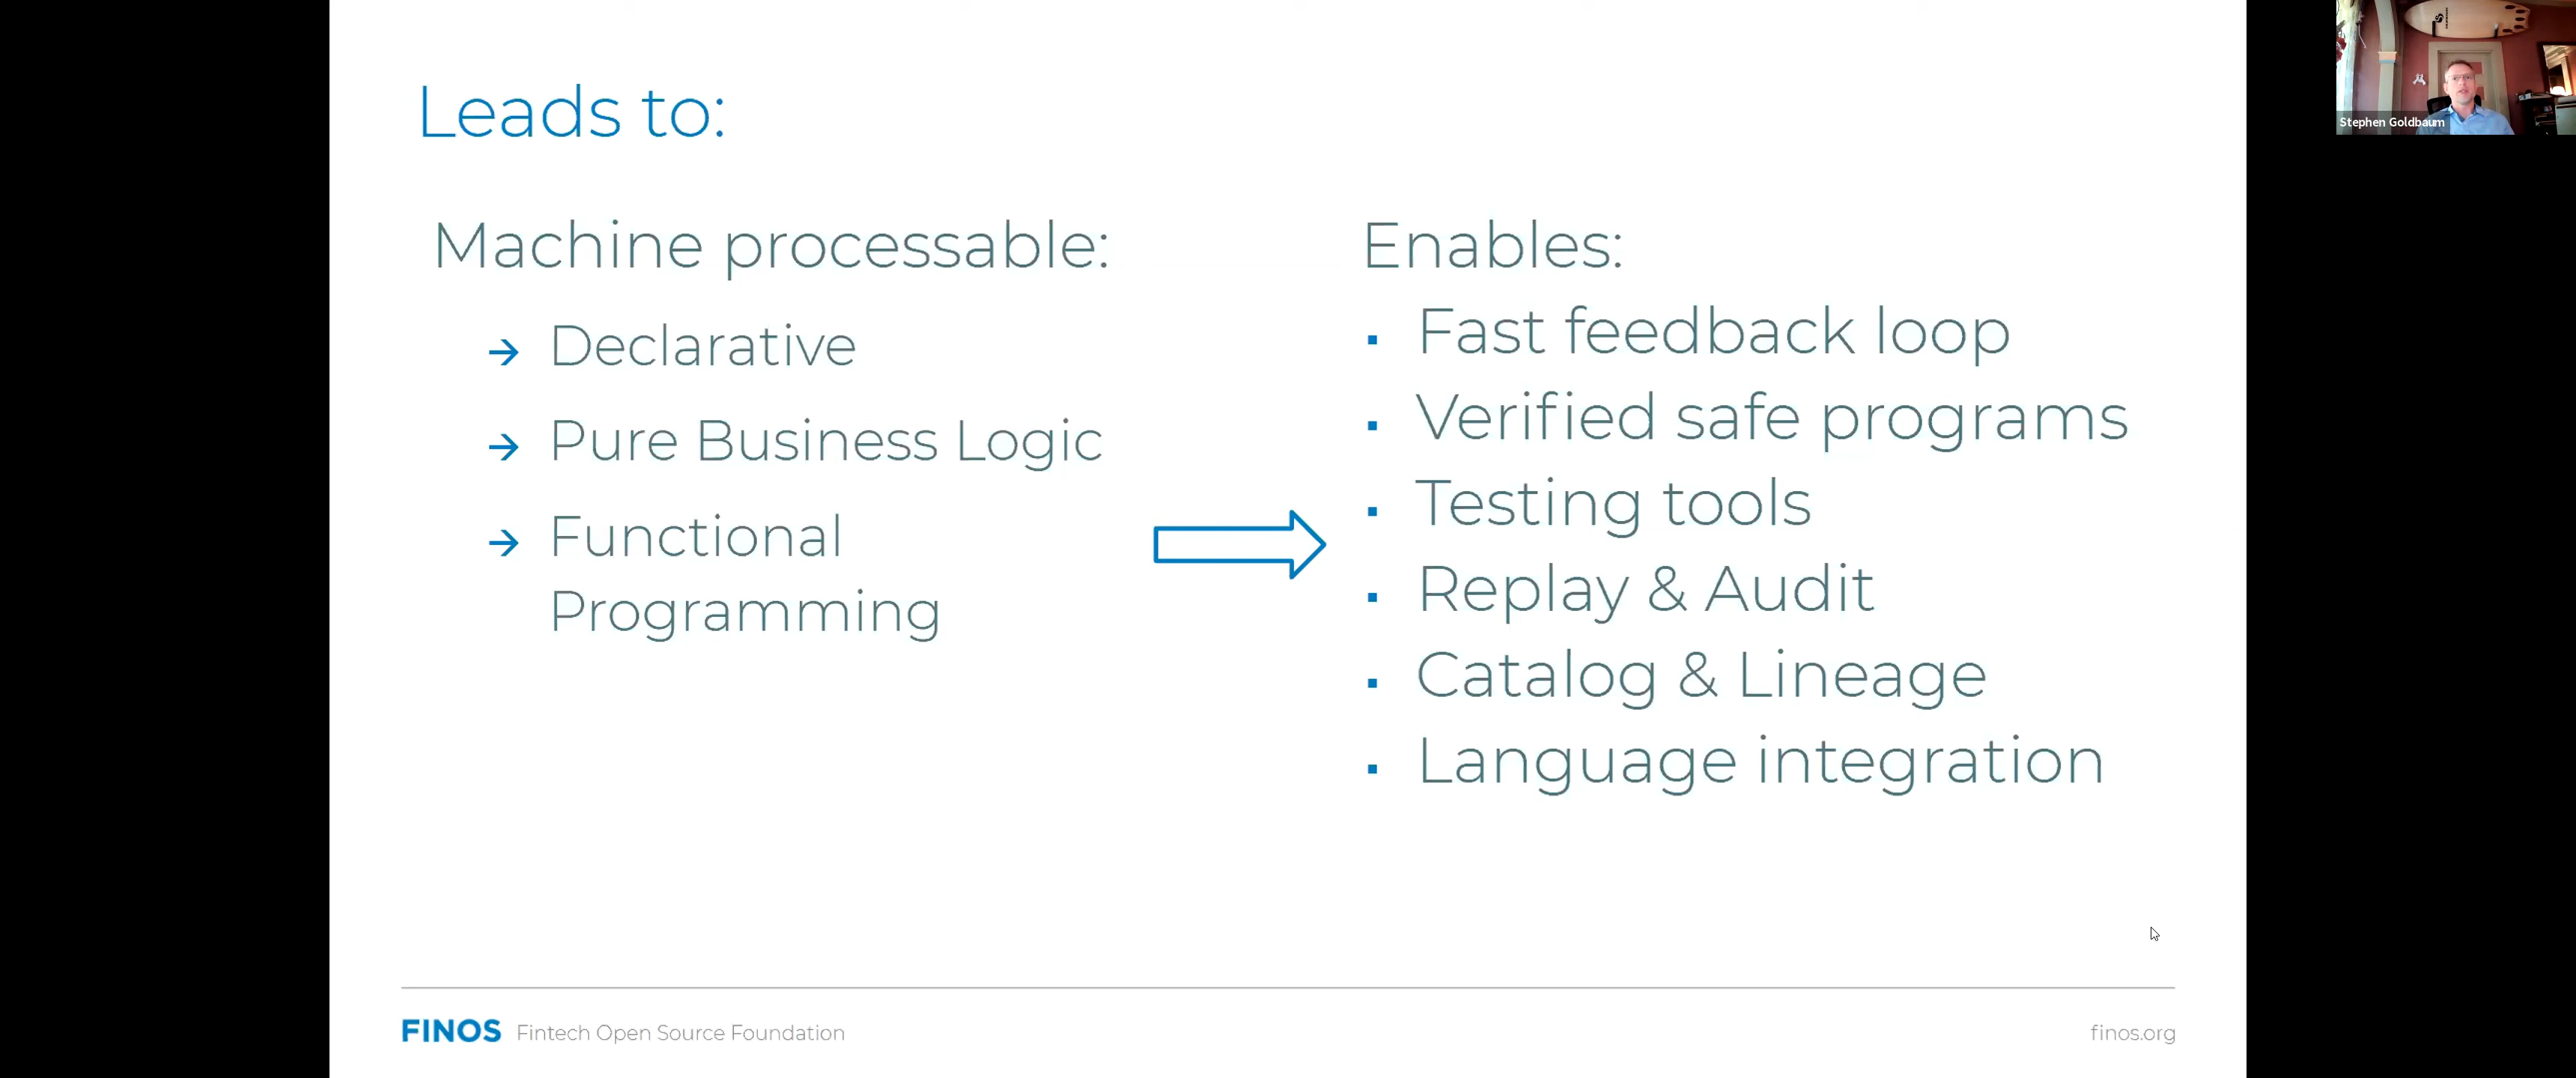 Leads to:
Machine processable:
→ Declarative
→ Pure Business Logic
→ Functional
Programming
Enables:
▪ Fast feedback loop
▪ Verified safe programs
▪ Testing tools
▪ Replay & Audit
▪ Catalog & Lineage
▪ Language integration
FINOS Fintech Open Source Foundation
finos.org
Stephen Goldbaum